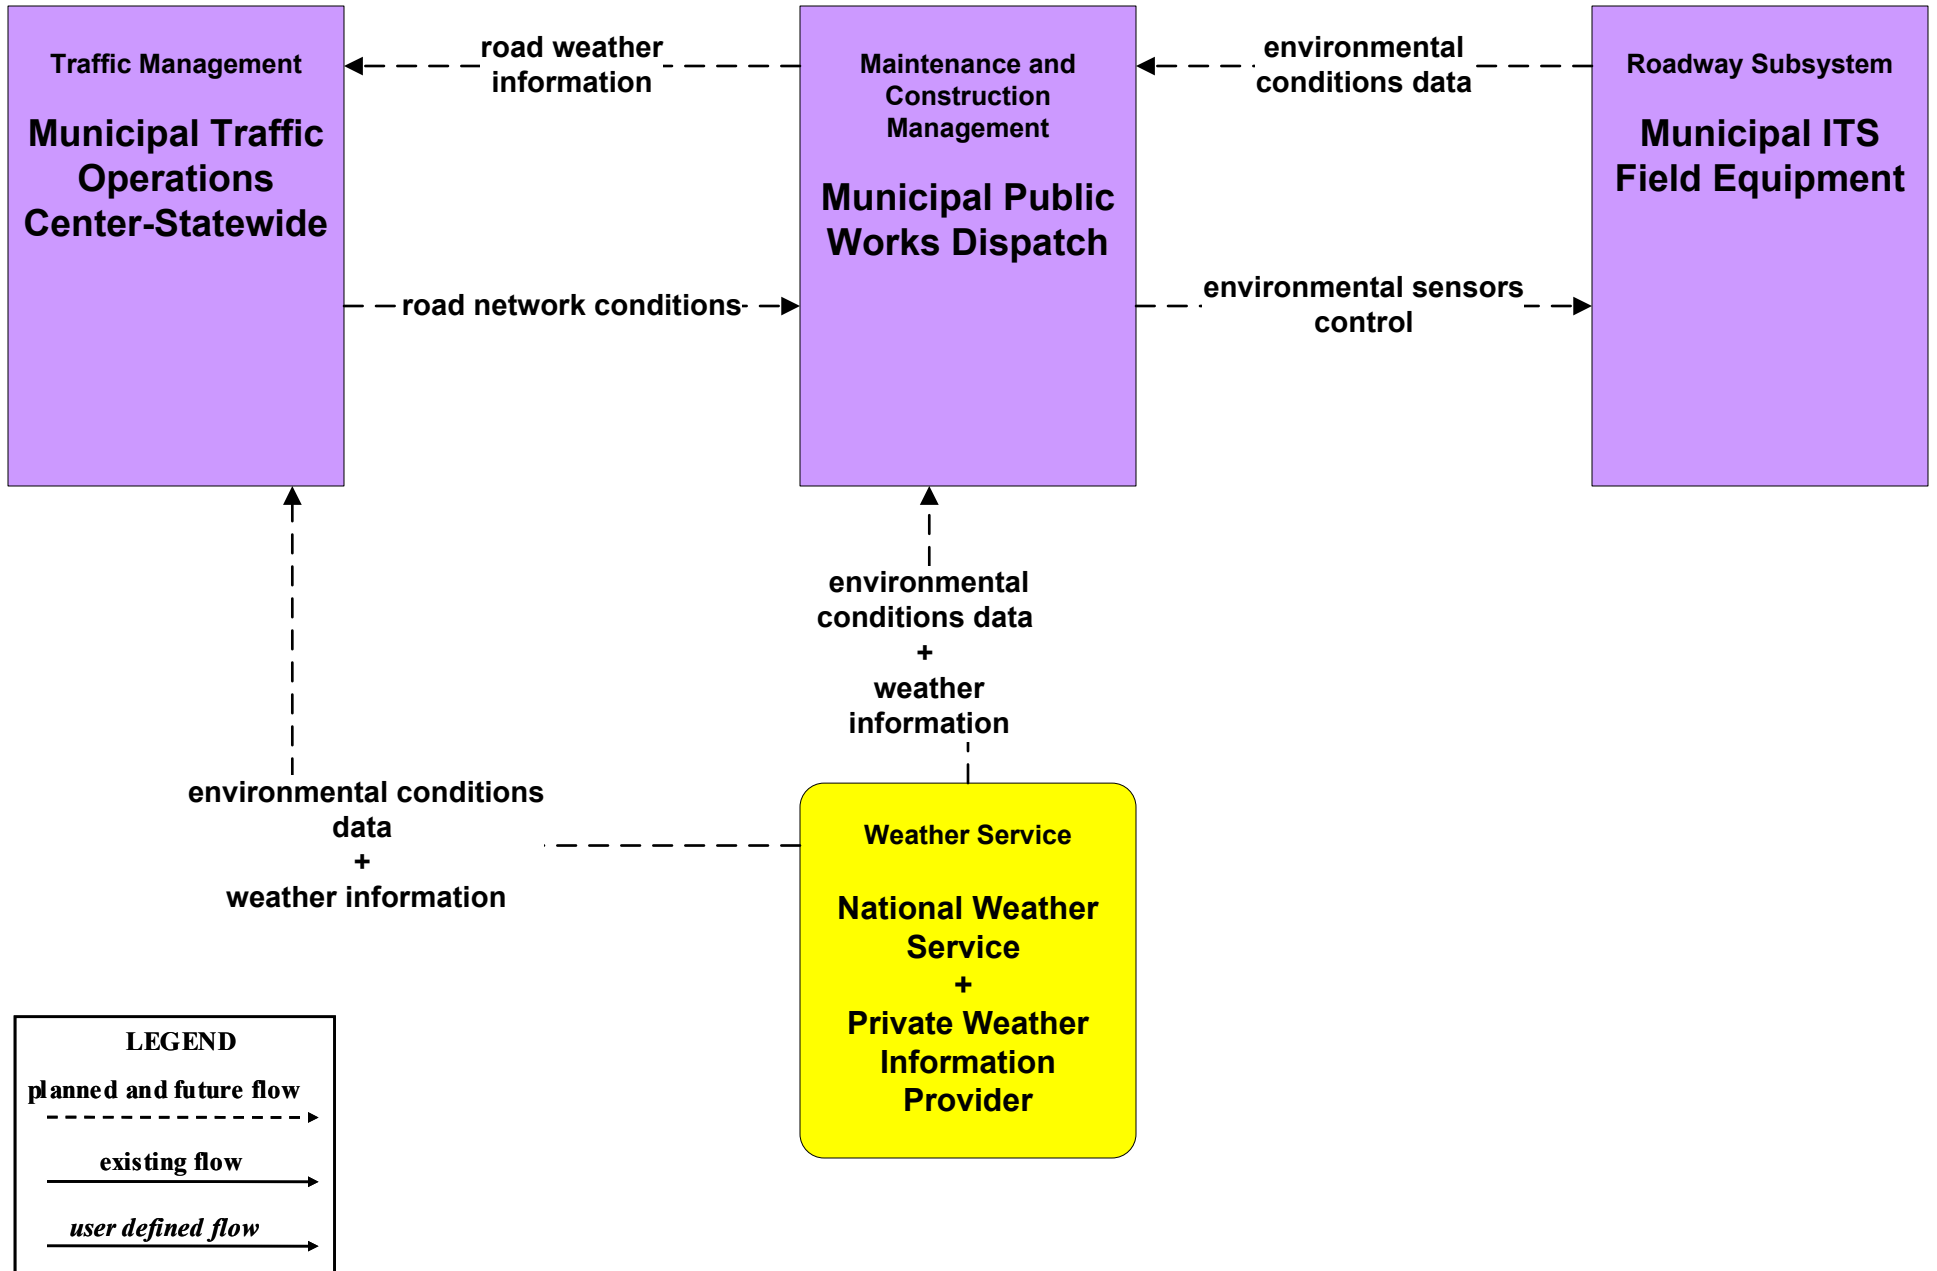 Traffic Management
Municipal Traffic
Operations
Center-Statewide
road weather
information
road network conditions
Maintenance and
Construction
Management
Municipal Public
Works Dispatch
environmental
conditions data
environmental sensors
control
Roadway Subsystem
Municipal ITS
Field Equipment
environmental
conditions data
+
weather
information
environmental conditions
data
+
weather information
Weather Service
National Weather
Service
+
Private Weather
Information
Provider
LEGEND
planned and future flow
existing flow
user defined flow